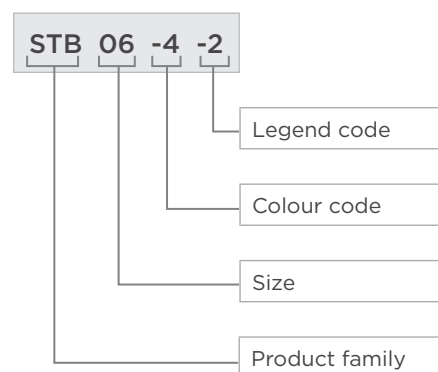 STB 06 -4 -2
Legend code
Colour code
Size
Product family